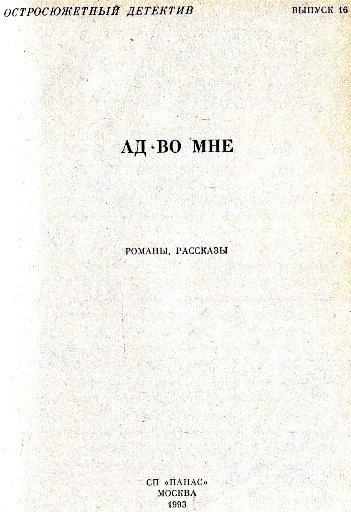 ОСТРОСЮЖЕТНЫЙ ДЕТЕКТИВ ВЫПУСК 16
АД ВО МНЕ
РОМАНЫ, РАССКАЗЫ
СП «ПАНАС»
МОСКВА
1993